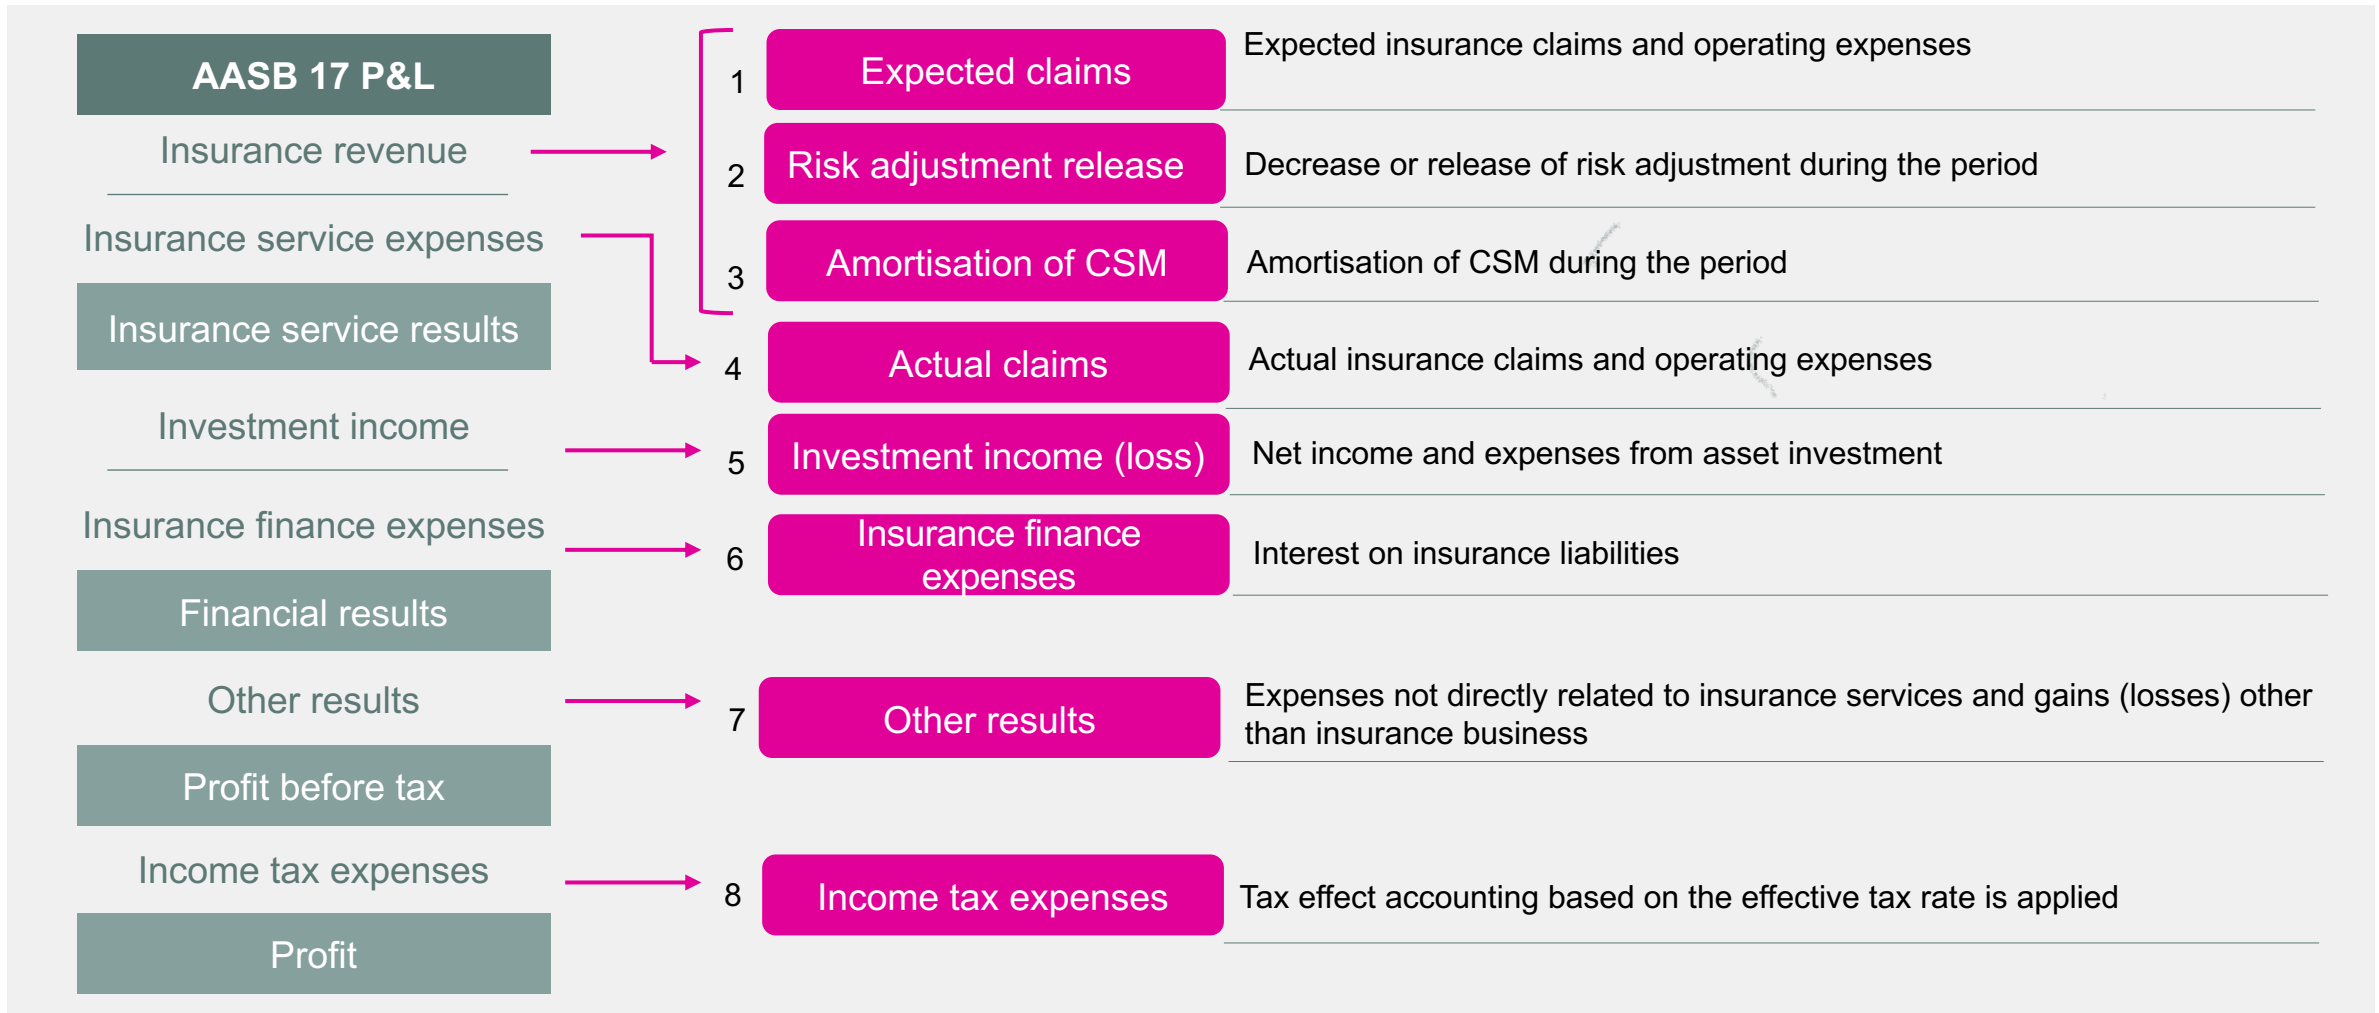 AASB 17 P&L
Insurance revenue
Insurance service expenses
Insurance service results
Investment income
Insurance finance expenses
Financial results
Other results
Profit before tax
Income tax expenses
Profit
1
Expected claims
Expected insurance claims and operating expenses
2
Risk adjustment release
Decrease or release of risk adjustment during the period
3
Amortisation of CSM
Amortisation of CSM during the period
4
Actual claims
Actual insurance claims and operating expenses
5
Investment income (loss)
Net income and expenses from asset investment
6
Insurance finance
expenses
Interest on insurance liabilities
7
Other results
Expenses not directly related to insurance services and gains (losses) other
than insurance business
8
Income tax expenses
Tax effect accounting based on the effective tax rate is applied